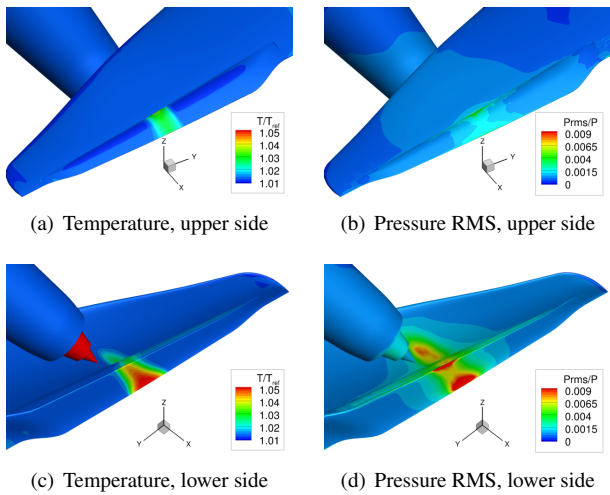 T/Tref
1.05
1.04
1.03
1.02
1.01
Z
Y
X
(a) Temperature, upper side
Prms/P
0.009
0.0065
0.004
0.0015
0
Z
Y
X
(b) Pressure RMS, upper side
T/Tref
1.05
1.04
1.03
1.02
1.01
Z
Y
X
(c) Temperature, lower side
Prms/P
0.009
0.0065
0.004
0.0015
0
Z
Y
X
(d) Pressure RMS, lower side